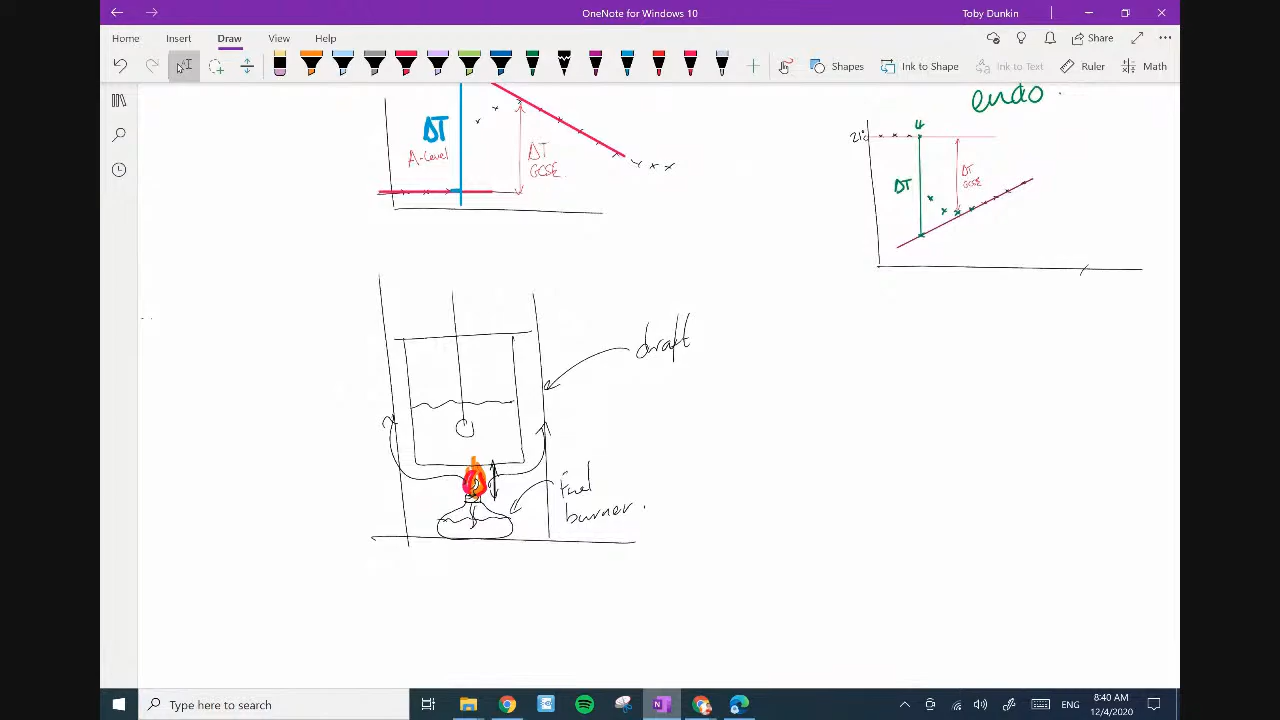 OneNote for Windows 10
Toby Dunkin
Home
Insert
Draw
View
Help
Share
Shapes
Ink to Shape
Ink to Text
Ruler
Math
endo
ΔT
A-Level
ΔT
GCSE
21
ΔT
ΔT
GCSE
draft
Fuel
burner.
Type here to search
ENG
8:40 AM
12/4/2020